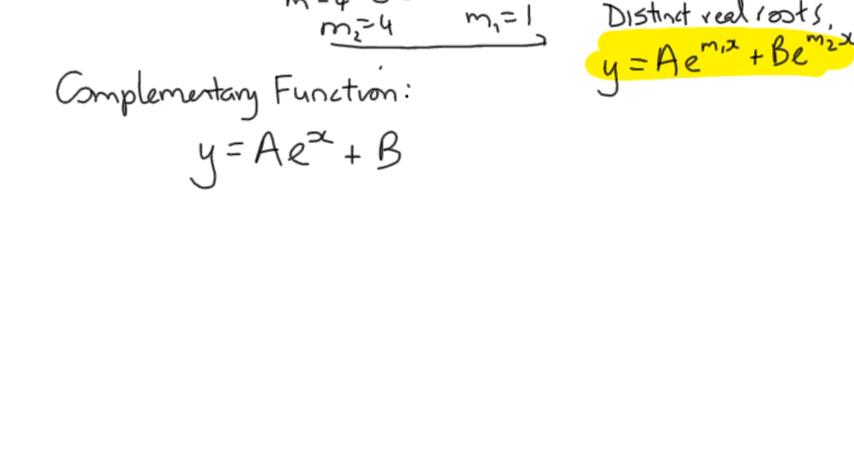 m₂=4 m₁=1
Distinct real roots.
y = Ae^{m₁x} + Be^{m₂x}
Complementary Function:
y = Ae^x + B